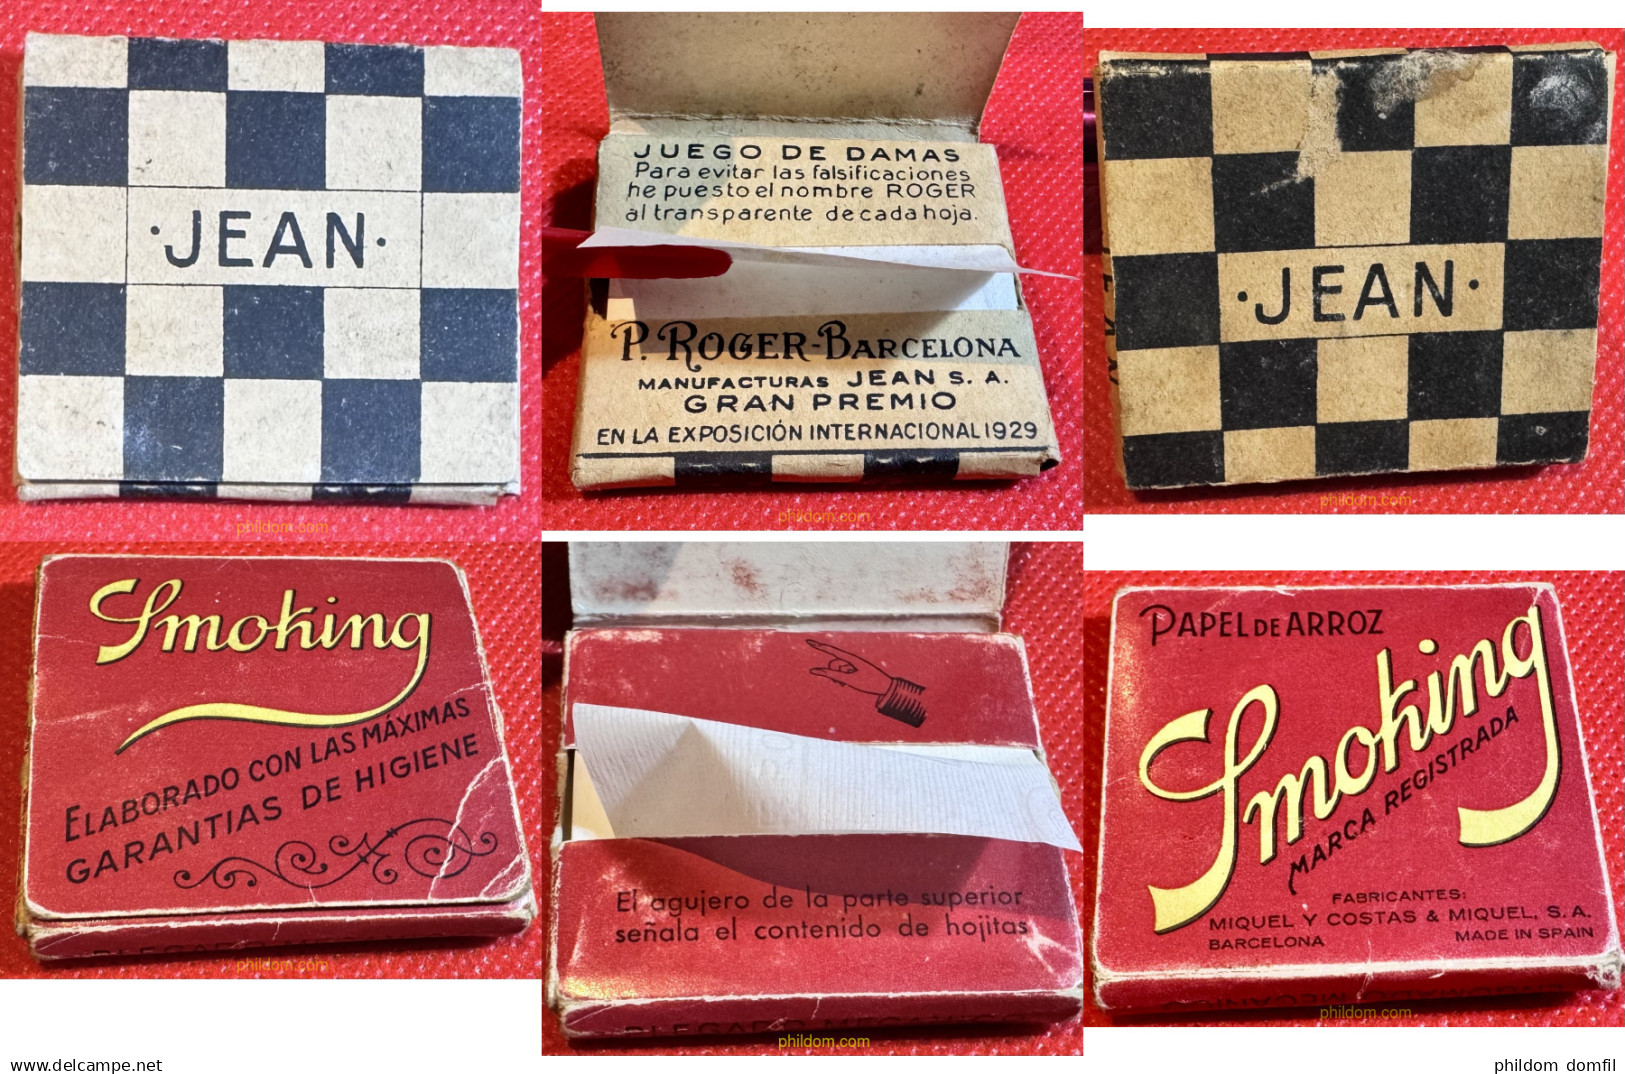 · JEAN ·
phildom.com
JUEGO DE DAMAS
Para evitar las falsificaciones
he puesto el nombre ROGER
al transparente de cada hoja.
P. ROGER-BARCELONA
MANUFACTURAS JEAN S. A.
GRAN PREMIO
EN LA EXPOSICIÓN INTERNACIONAL 1929
phildom.com
· JEAN ·
phildom.com
Smoking
ELABORADO CON LAS MÁXIMAS
GARANTIAS DE HIGIENE
phildom.com
El agujero de la parte superior
señala el contenido de hojitas
phildom.com
PAPEL DE ARROZ
Smoking
MARCA REGISTRADA
FABRICANTES:
MIQUEL Y COSTAS & MIQUEL, S. A.
BARCELONA MADE IN SPAIN
phildom.com
www.delcampe.net
phildom domfil